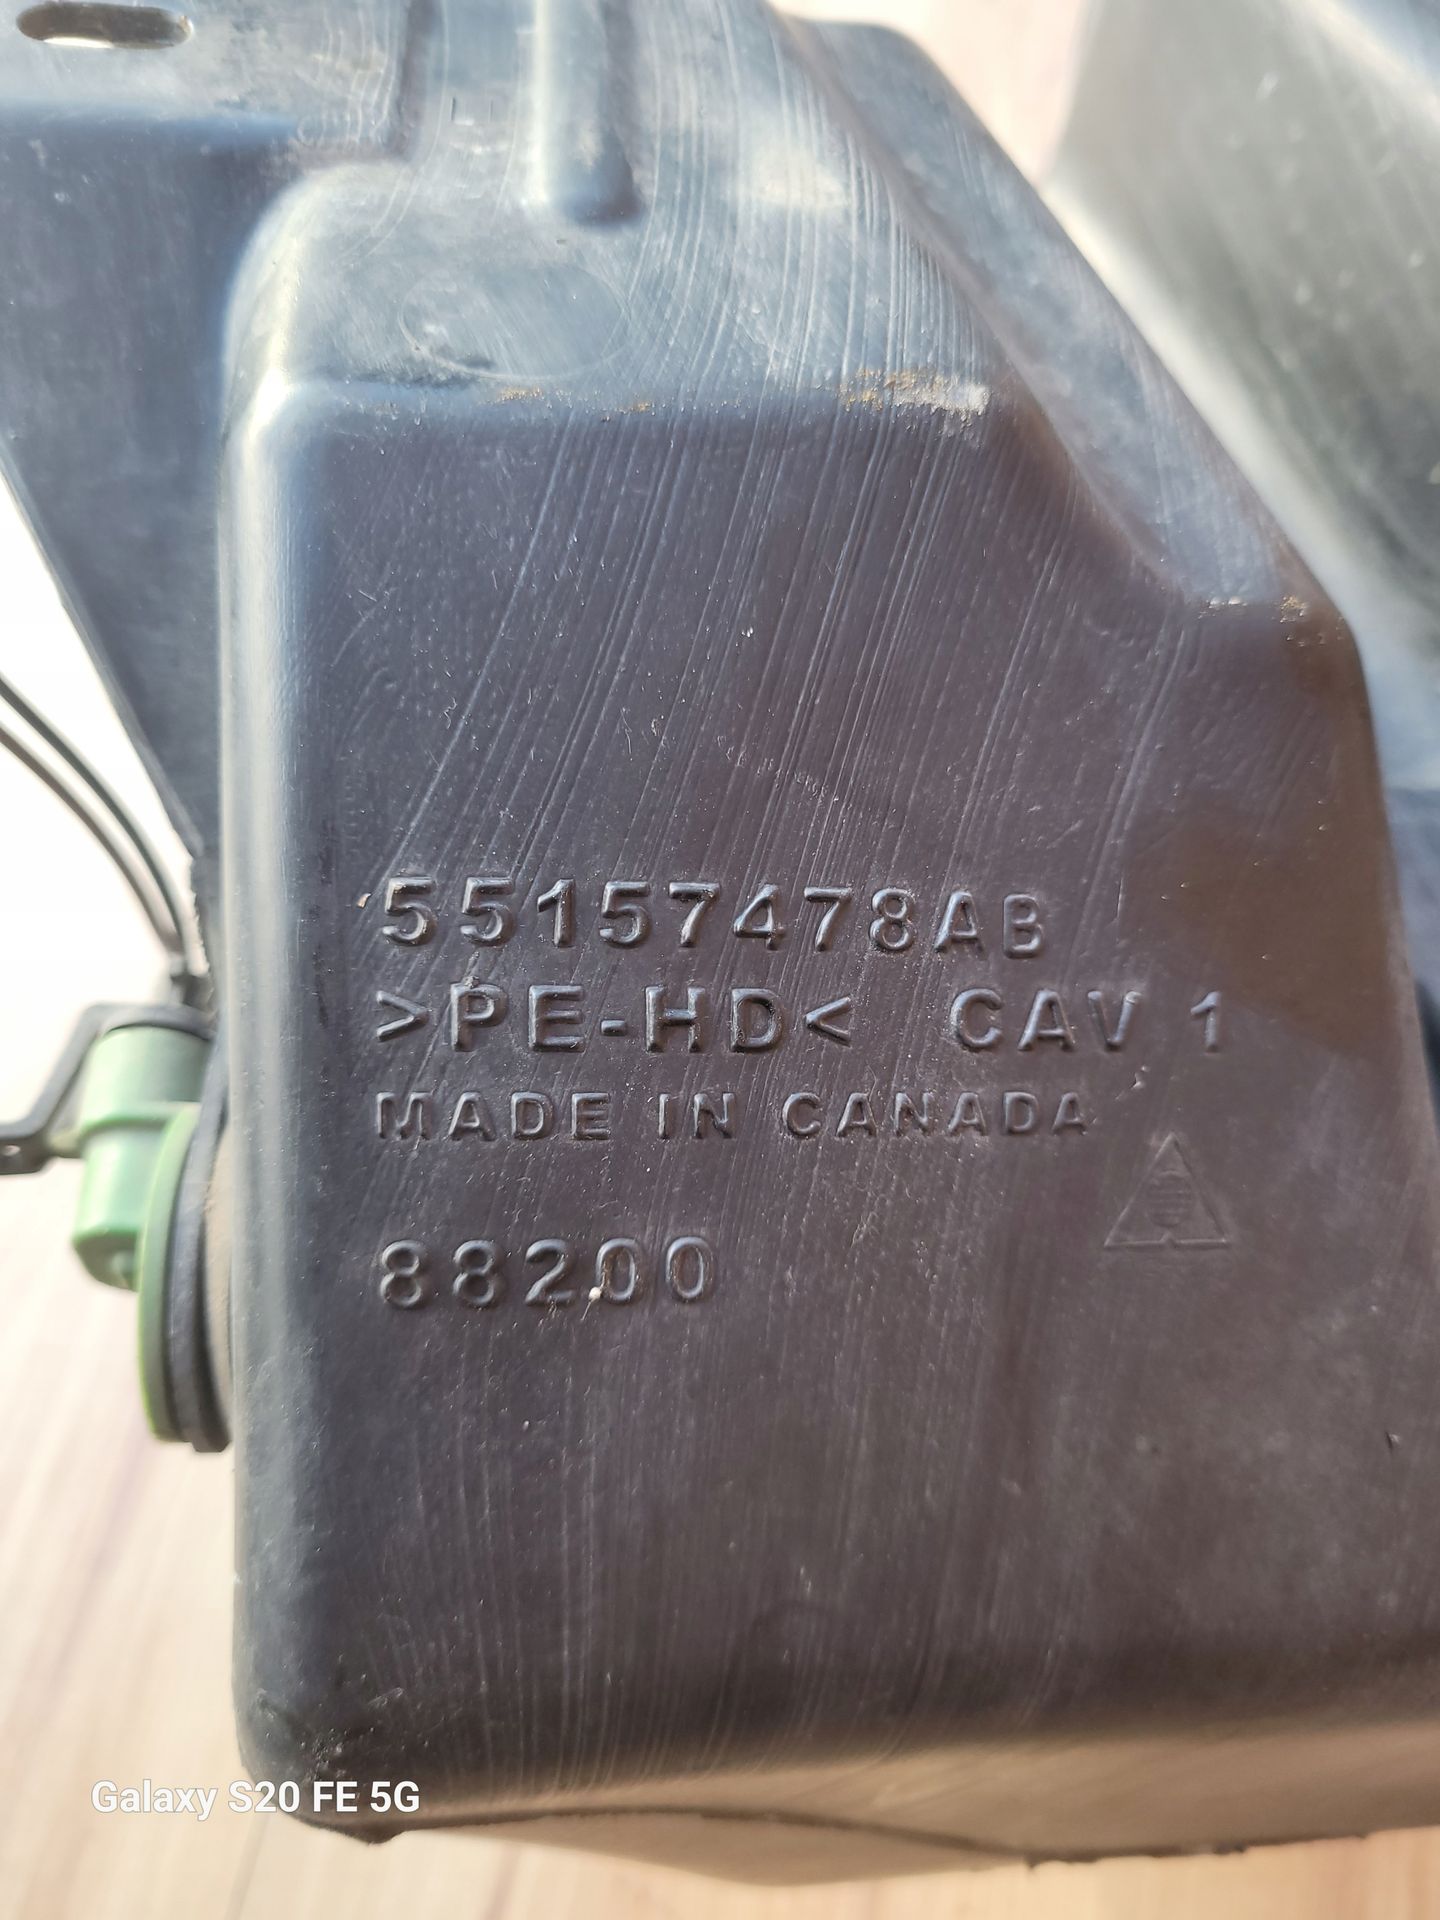 55157478AB
>PE-HD< CAV 1
MADE IN CANADA
88200
Galaxy S20 FE 5G